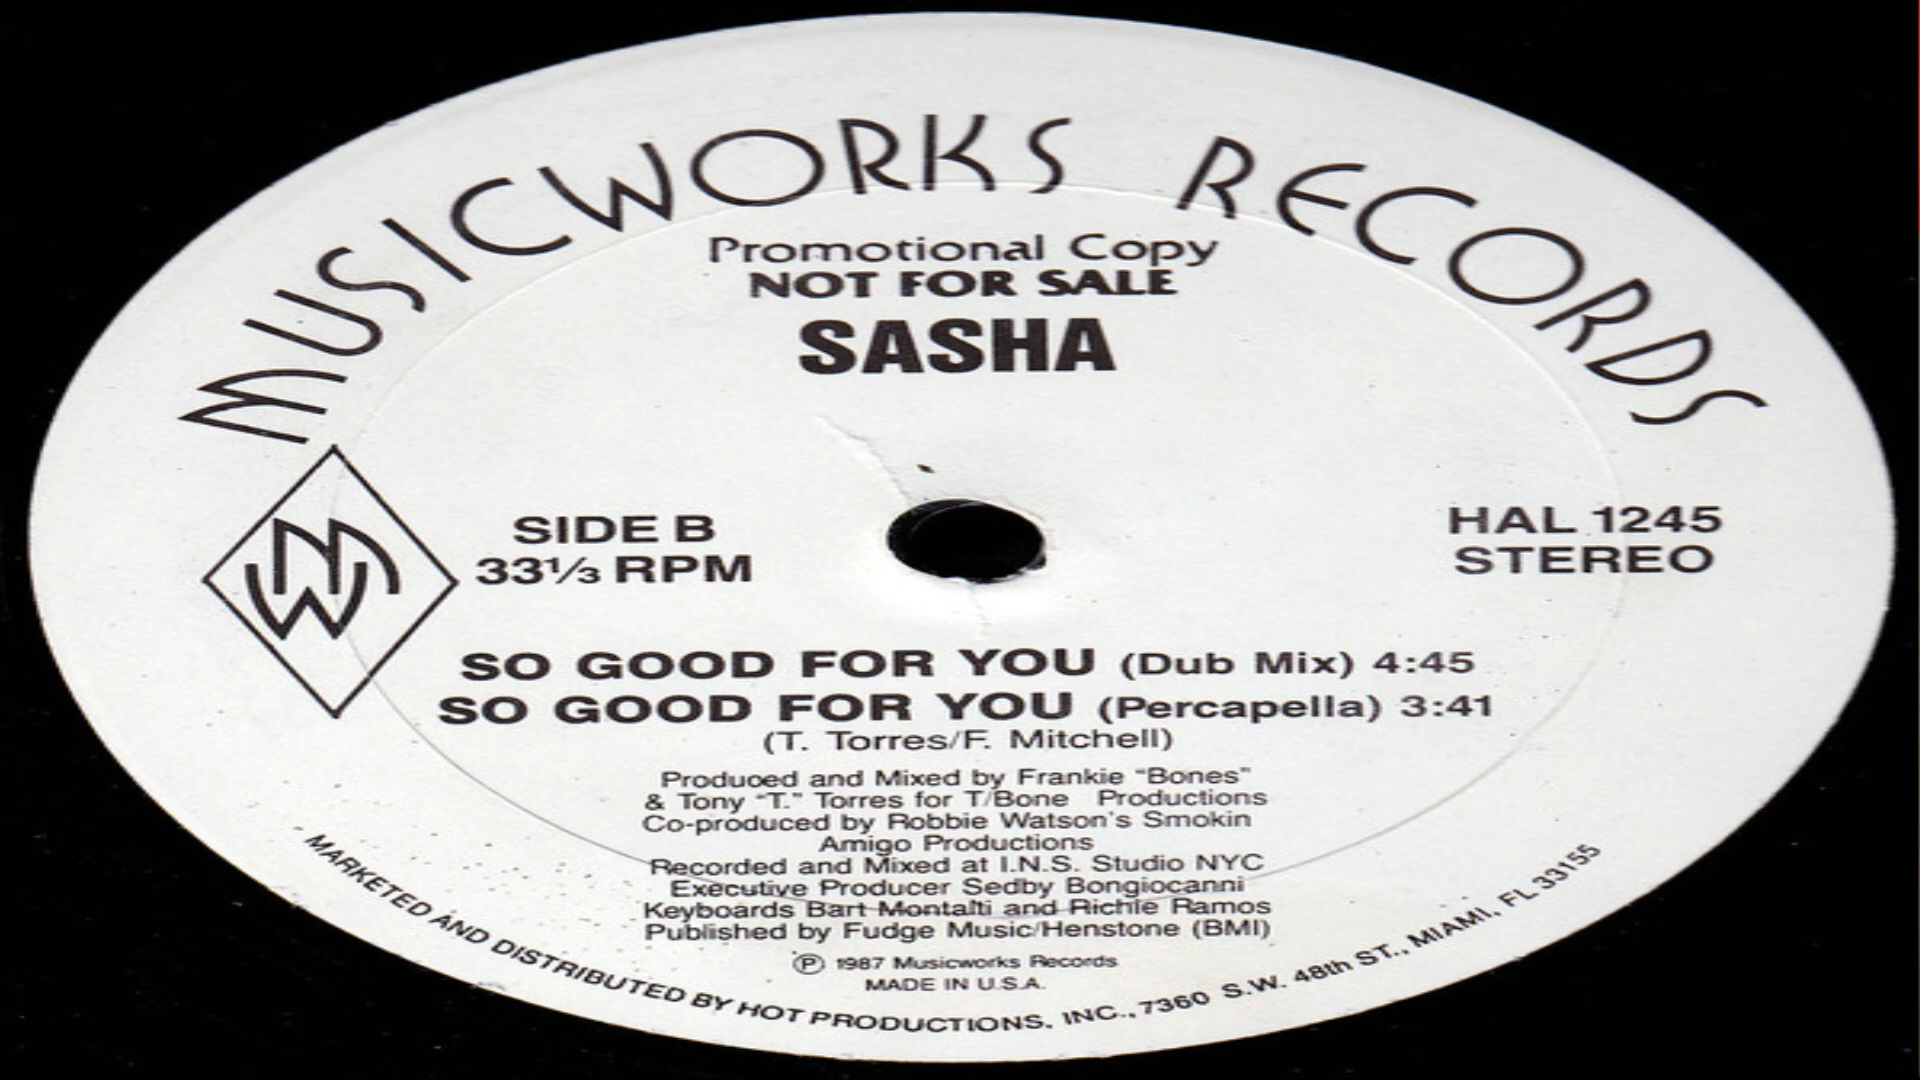 MUSICWORKS RECORDS
Promotional Copy
NOT FOR SALE
SASHA
MW
SIDE B
33⅓ RPM
HAL 1245
STEREO
SO GOOD FOR YOU (Dub Mix) 4:45
SO GOOD FOR YOU (Percapella) 3:41
(T. Torres/F. Mitchell)
Produced and Mixed by Frankie "Bones"
& Tony "T." Torres for T/Bone Productions
Co-produced by Robbie Watson's Smokin
Amigo Productions
Recorded and Mixed at I.N.S. Studio NYC
Executive Producer Sedby Bongiocanni
Keyboards Bart Montalti and Richie Ramos
Published by Fudge Music/Henstone (BMI)
Ⓟ 1987 Musicworks Records
MADE IN U.S.A.
MARKETED AND DISTRIBUTED BY HOT PRODUCTIONS, INC., 7360 S.W. 48th ST., MIAMI, FL 33155